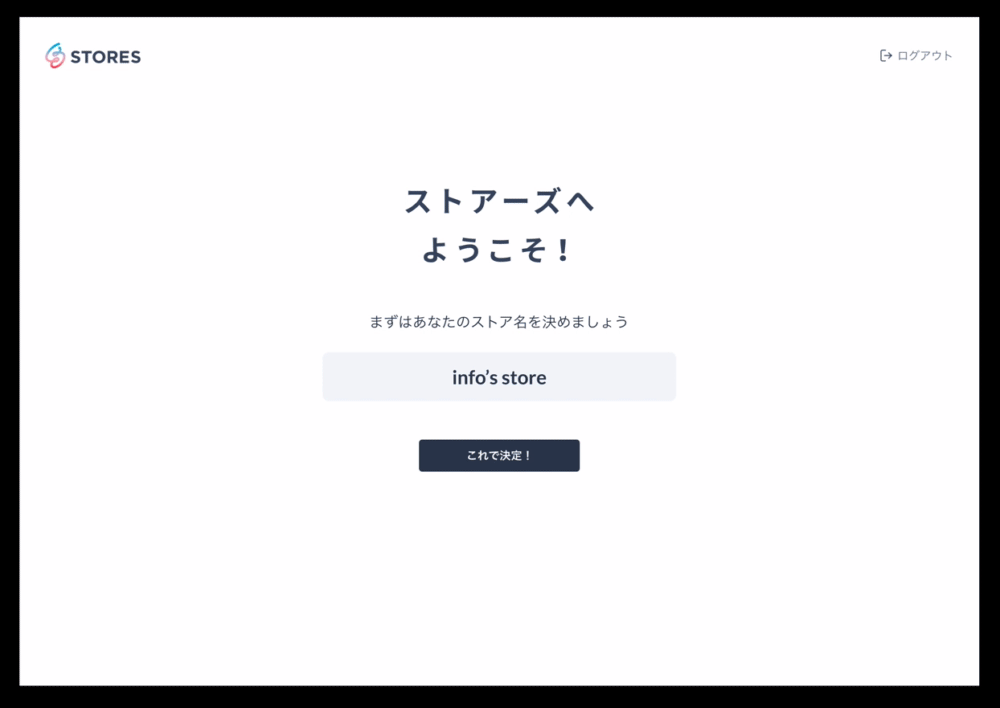 STORES
ログアウト
ストアーズへ
ようこそ！
まずはあなたのストア名を決めましょう
info’s store
これで決定！